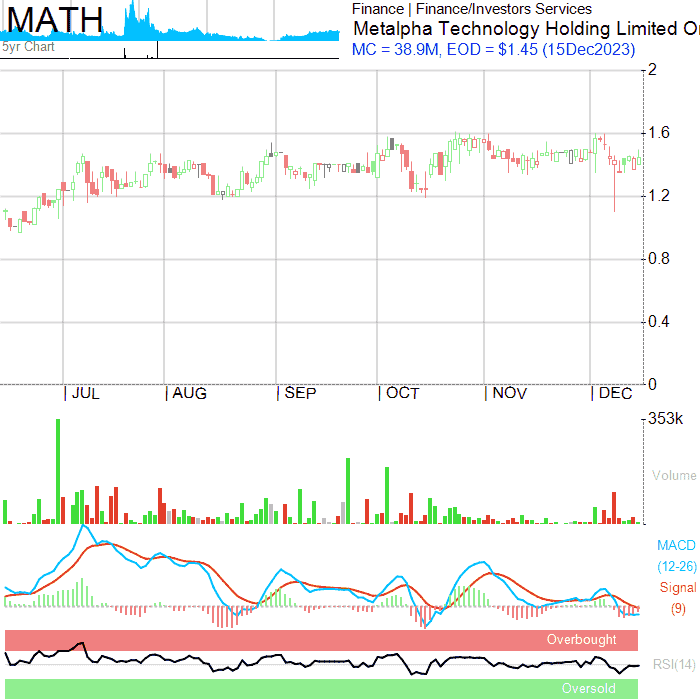 MATH
5yr Chart
Finance | Finance/Investors Services
Metalpha Technology Holding Limited Or
MC = 38.9M, EOD = $1.45 (15Dec2023)
2
1.6
1.2
0.8
0.4
0
JUL AUG SEP OCT NOV DEC
353k
Volume
MACD
(12-26)
Signal
(9)
Overbought
RSI(14)
Oversold